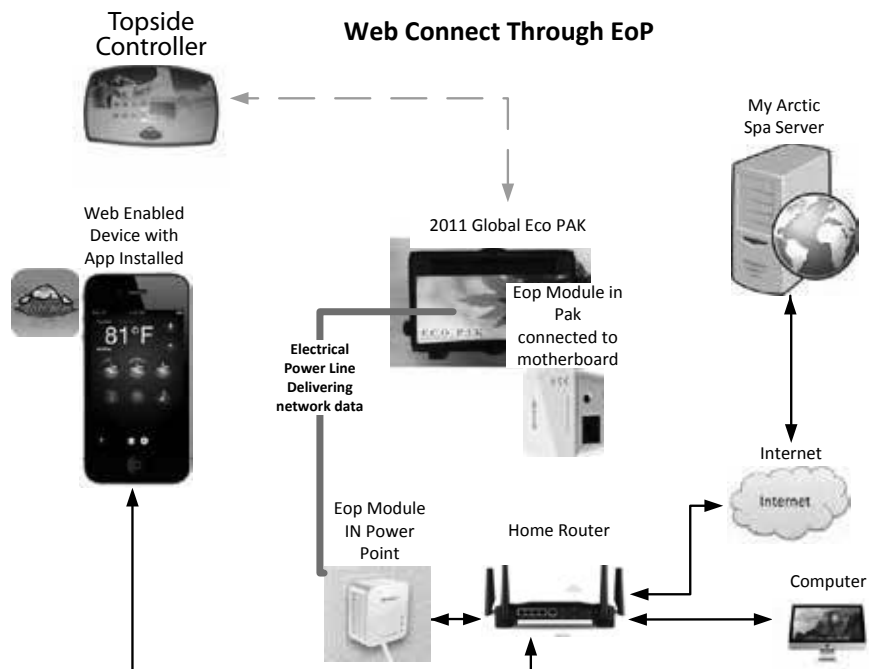 Topside
Controller
Web Connect Through EoP
My Arctic
Spa Server
Web Enabled
Device with
App Installed
81°F
2011 Global Eco PAK
ECO PAK
Eop Module in
Pak
connected to
motherboard
Electrical
Power Line
Delivering
network data
Eop Module
IN Power
Point
Home Router
Internet
Internet
Computer